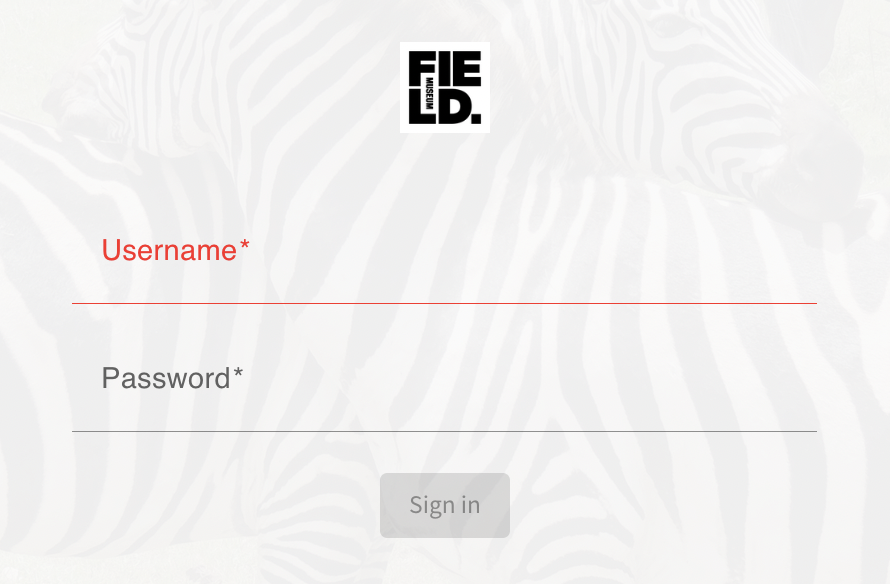 FIE
MUSEUM
LD.
Username*
Password*
Sign in